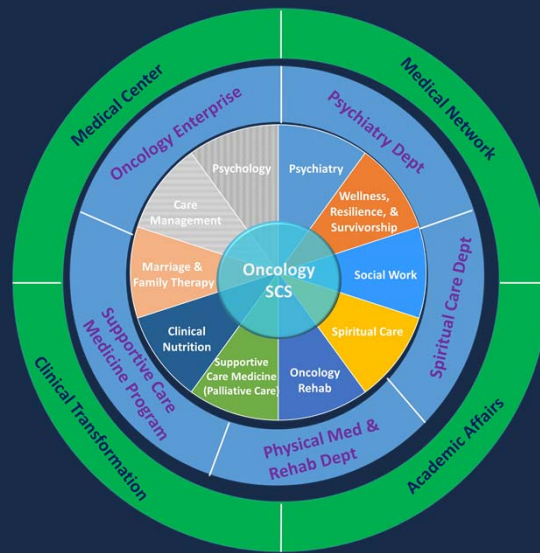 Medical Center
Medical Network
Clinical Transformation
Academic Affairs
Oncology Enterprise
Psychiatry Dept
Spiritual Care Dept
Physical Med &
Rehab Dept
Supportive Care
Medicine Program
Psychology
Psychiatry
Wellness,
Resilience, &
Survivorship
Social Work
Spiritual Care
Oncology
Rehab
Supportive
Care Medicine
(Palliative Care)
Clinical
Nutrition
Marriage &
Family Therapy
Care
Management
Oncology
SCS